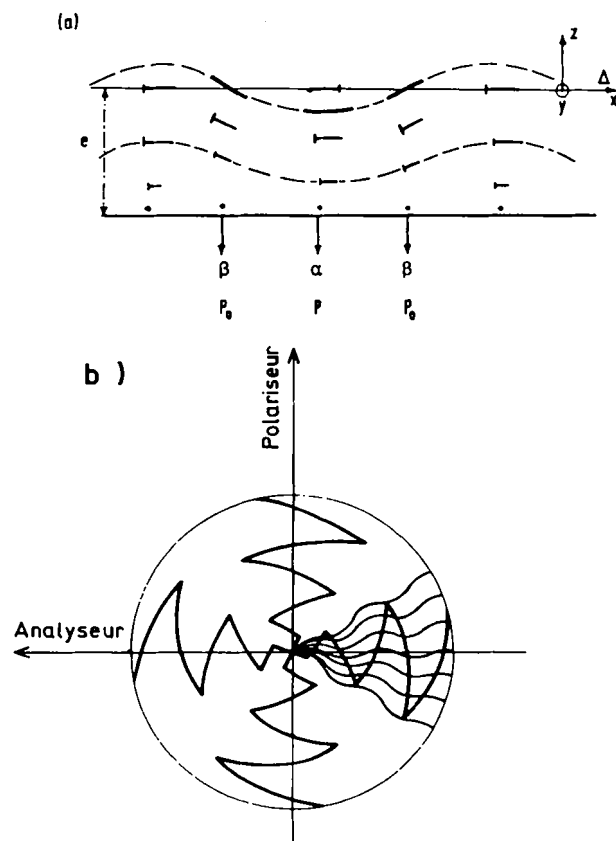 (a)
z
Δ
x
y
e
β α β
P₀ P P₀
b )
Polariseur
Analyseur